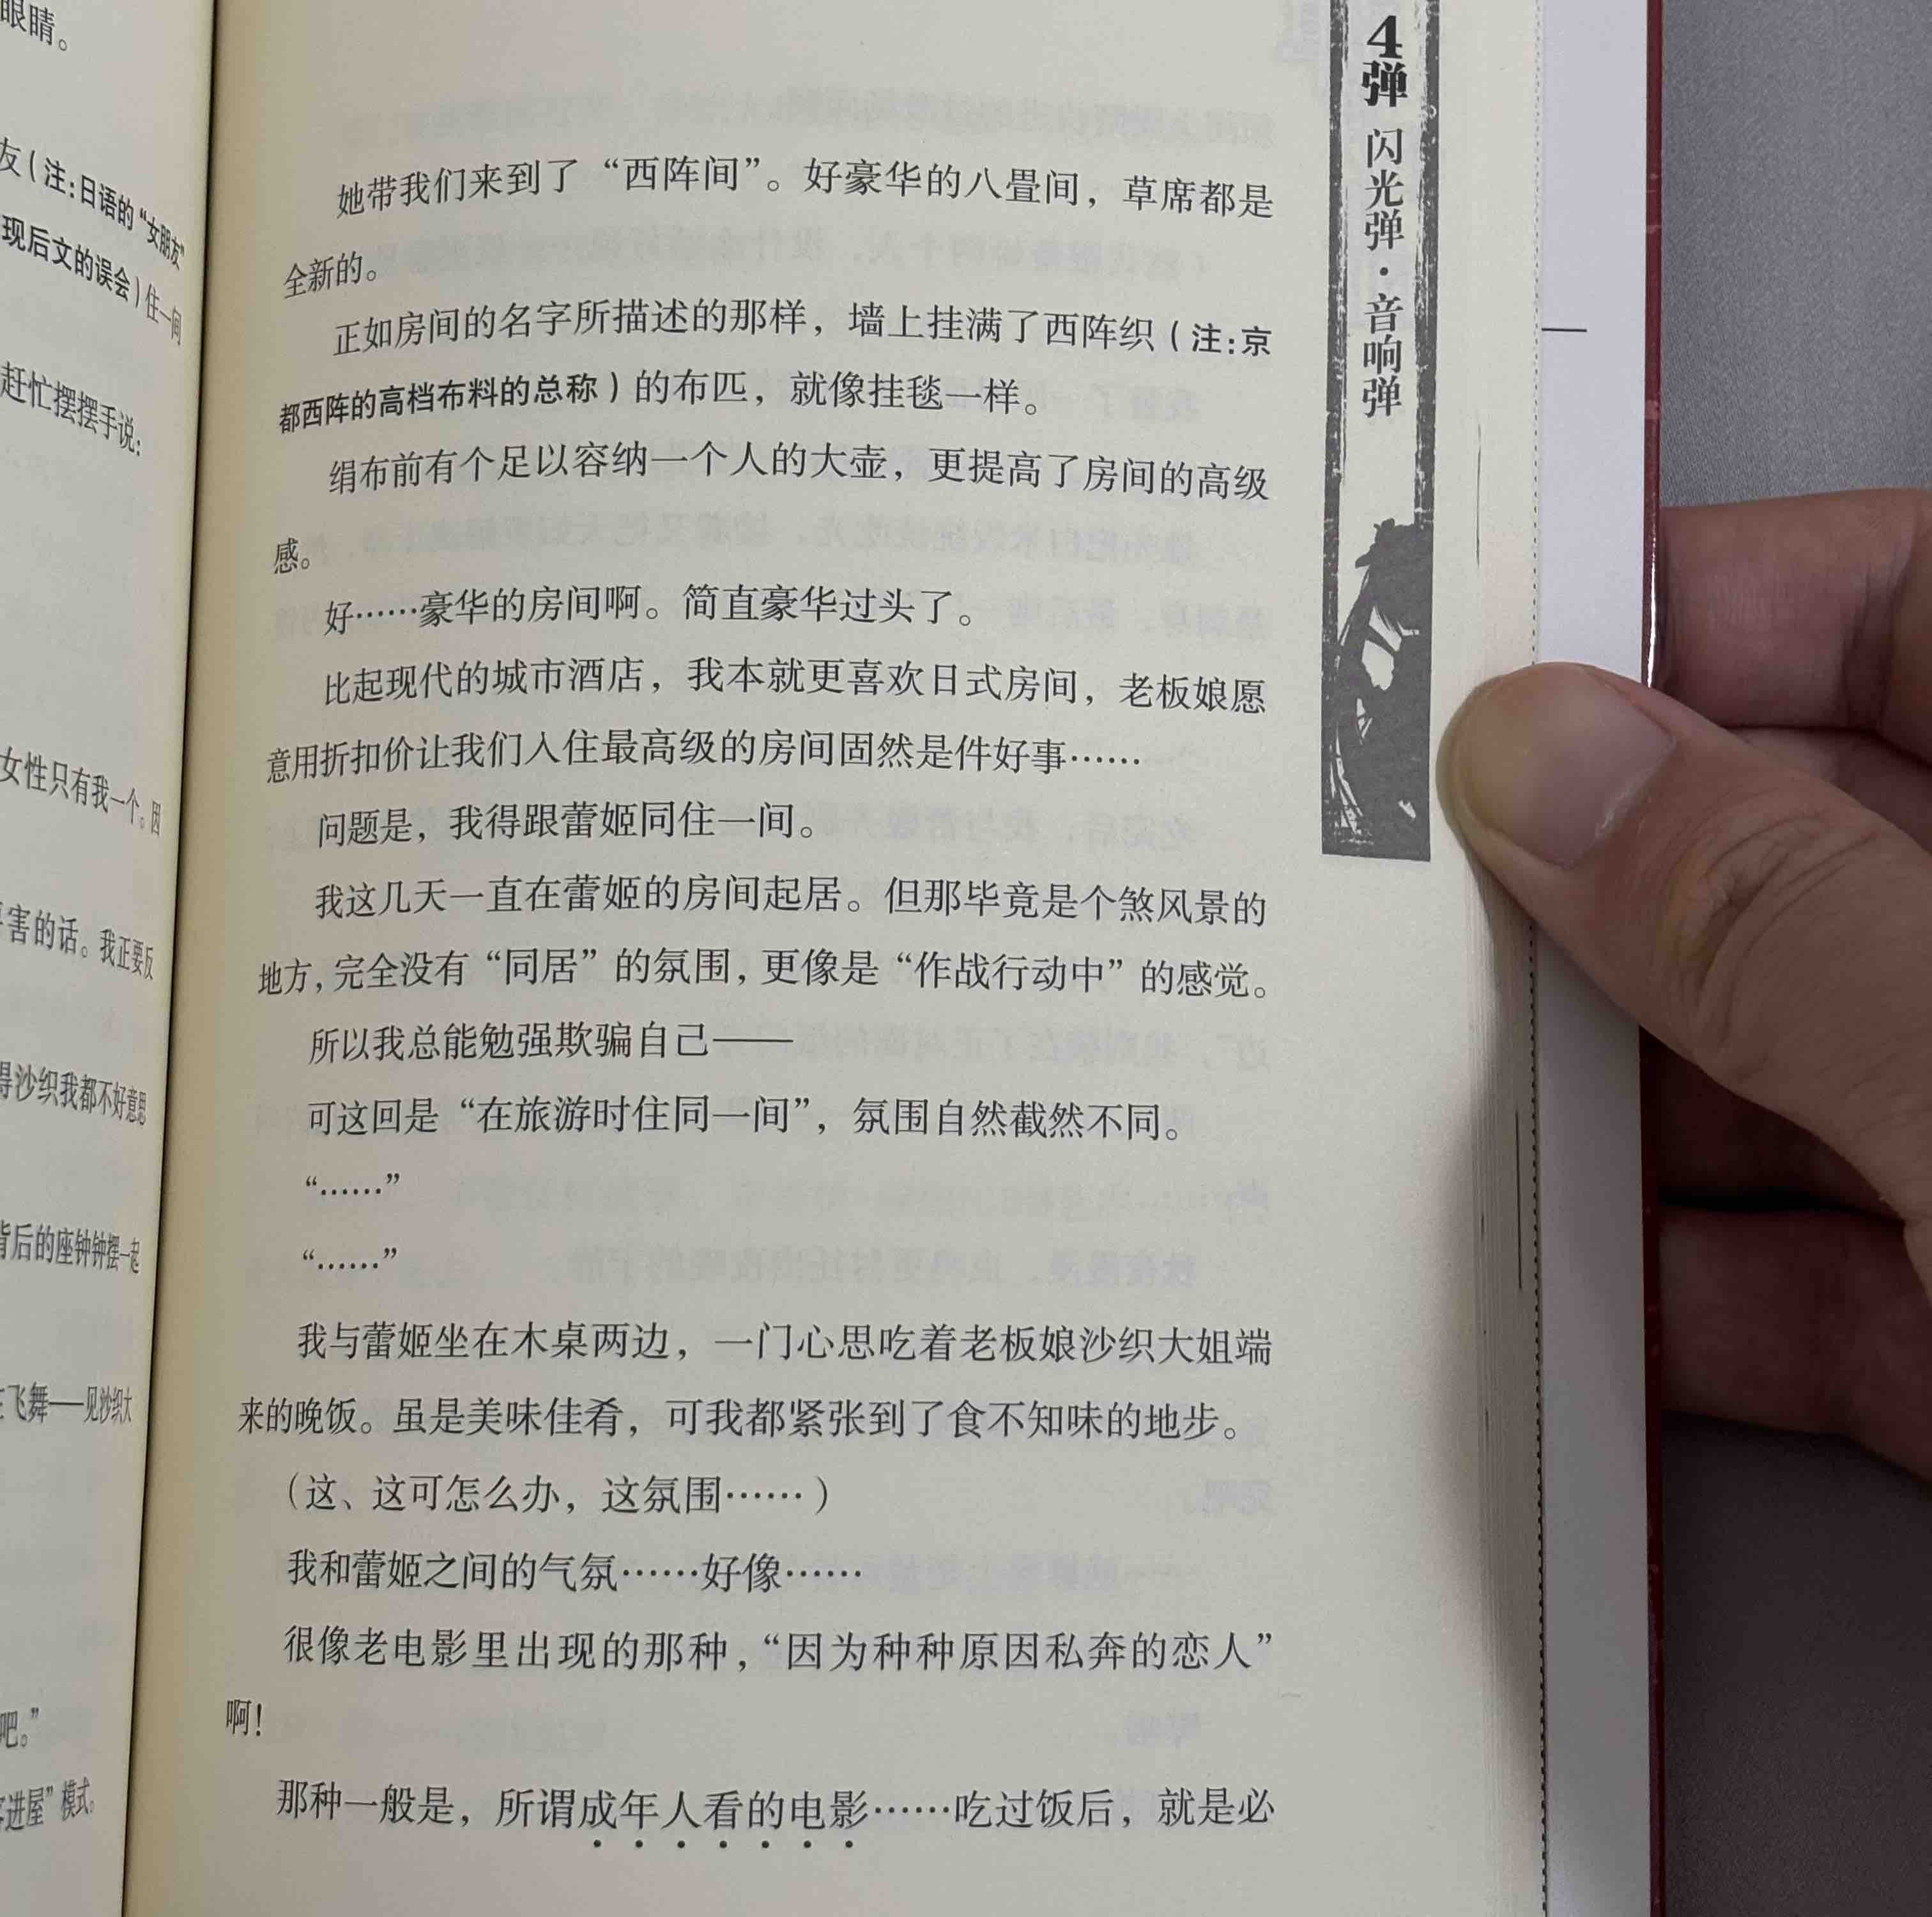 眼睛。
友(注:日语的“女朋友”
现后文的误会)住一间
赶忙摆摆手说:
女性只有我一个。因
害的话。我正要反
得沙织我都不好意思
背后的座钟钟摆一起
飞舞——见沙织大
吧。”
进屋”模式。
她带我们来到了“西阵间”。好豪华的八畳间，草席都是
全新的。
正如房间的名字所描述的那样，墙上挂满了西阵织(注:京
都西阵的高档布料的总称)的布匹，就像挂毯一样。
绢布前有个足以容纳一个人的大壶，更提高了房间的高级
感。
好……豪华的房间啊。简直豪华过头了。
比起现代的城市酒店，我本就更喜欢日式房间，老板娘愿
意用折扣价让我们入住最高级的房间固然是件好事……
问题是，我得跟蕾姬同住一间。
我这几天一直在蕾姬的房间起居。但那毕竟是个煞风景的
地方，完全没有“同居”的氛围，更像是“作战行动中”的感觉。
所以我总能勉强欺骗自己——
可这回是“在旅游时住同一间”，氛围自然截然不同。
“……”
“……”
我与蕾姬坐在木桌两边，一门心思吃着老板娘沙织大姐端
来的晚饭。虽是美味佳肴，可我都紧张到了食不知味的地步。
（这、这可怎么办，这氛围……）
我和蕾姬之间的气氛……好像……
很像老电影里出现的那种，“因为种种原因私奔的恋人”
啊！
那种一般是，所谓成年人看的电影……吃过饭后，就是必
4弹 闪光弹·音响弹